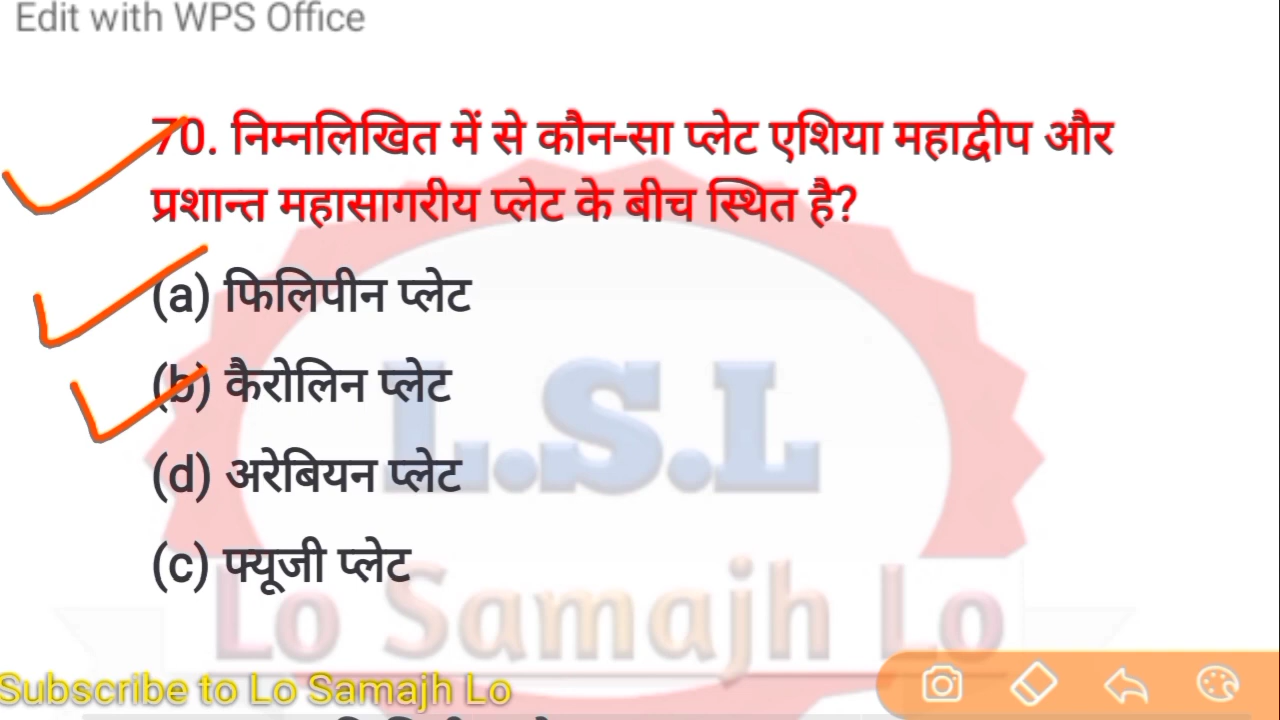 Edit with WPS Office
70. निम्नलिखित में से कौन-सा प्लेट एशिया महाद्वीप और
प्रशान्त महासागरीय प्लेट के बीच स्थित है?
(a) फिलिपीन प्लेट
(b) कैरोलिन प्लेट
L.S.L
(d) अरेबियन प्लेट
(c) फ्यूजी प्लेट
Lo Samajh Lo
Subscribe to Lo Samajh Lo